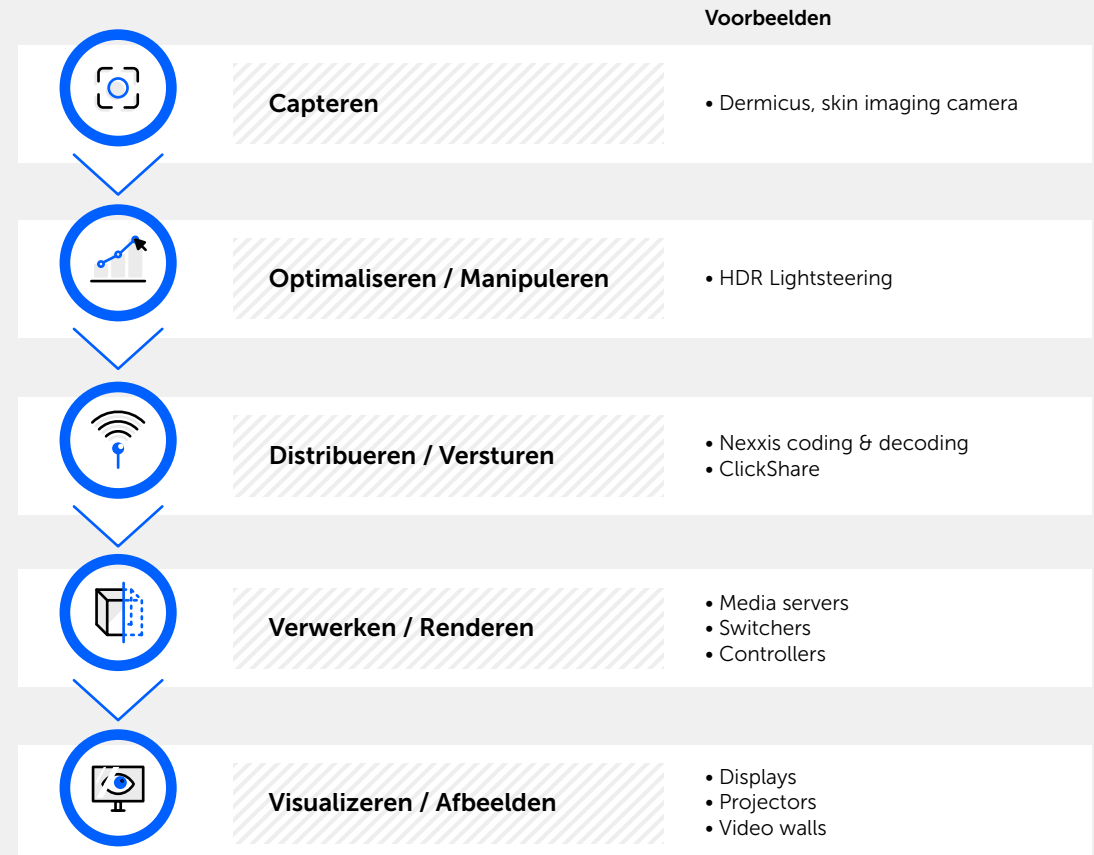 Voorbeelden
Capteren
• Dermicus, skin imaging camera
Optimaliseren / Manipuleren
• HDR Lightsteering
Distribueren / Versturen
• Nexxis coding & decoding
• ClickShare
Verwerken / Renderen
• Media servers
• Switchers
• Controllers
Visualizeren / Afbeelden
• Displays
• Projectors
• Video walls